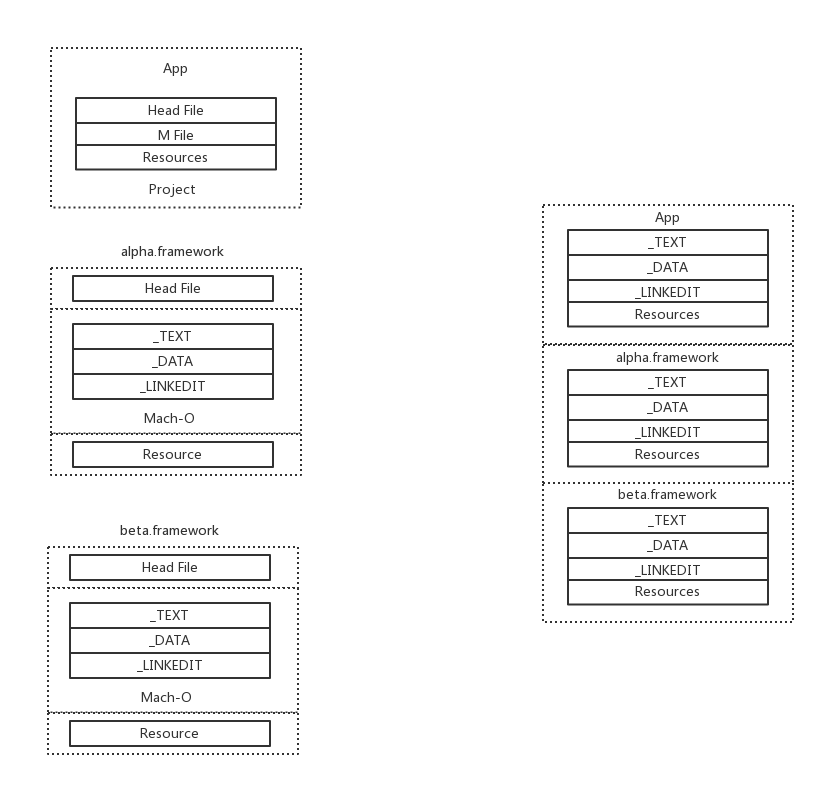 App
Head File
M File
Resources
Project
alpha.framework
Head File
_TEXT
_DATA
_LINKEDIT
Mach-O
Resource
beta.framework
Head File
_TEXT
_DATA
_LINKEDIT
Mach-O
Resource
App
_TEXT
_DATA
_LINKEDIT
Resources
alpha.framework
_TEXT
_DATA
_LINKEDIT
Resources
beta.framework
_TEXT
_DATA
_LINKEDIT
Resources